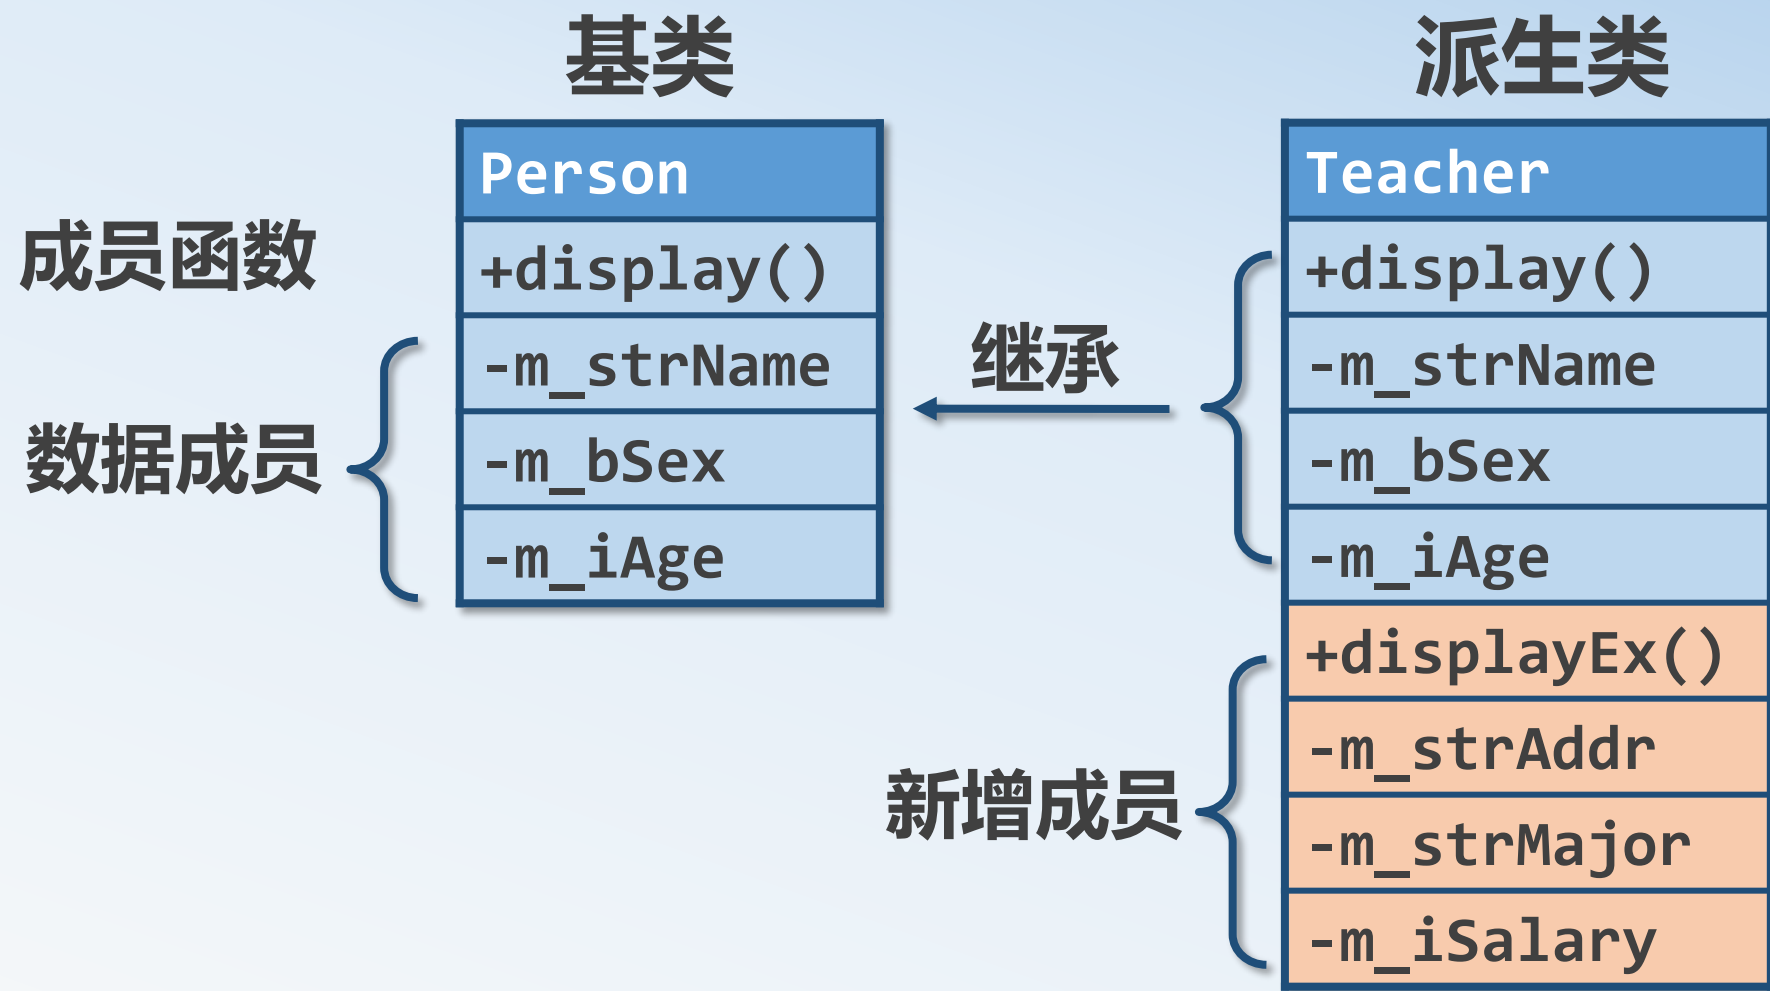 基类
派生类
Person
+display()
-m_strName
-m_bSex
-m_iAge
成员函数
数据成员
继承
Teacher
+display()
-m_strName
-m_bSex
-m_iAge
+displayEx()
-m_strAddr
-m_strMajor
-m_iSalary
新增成员